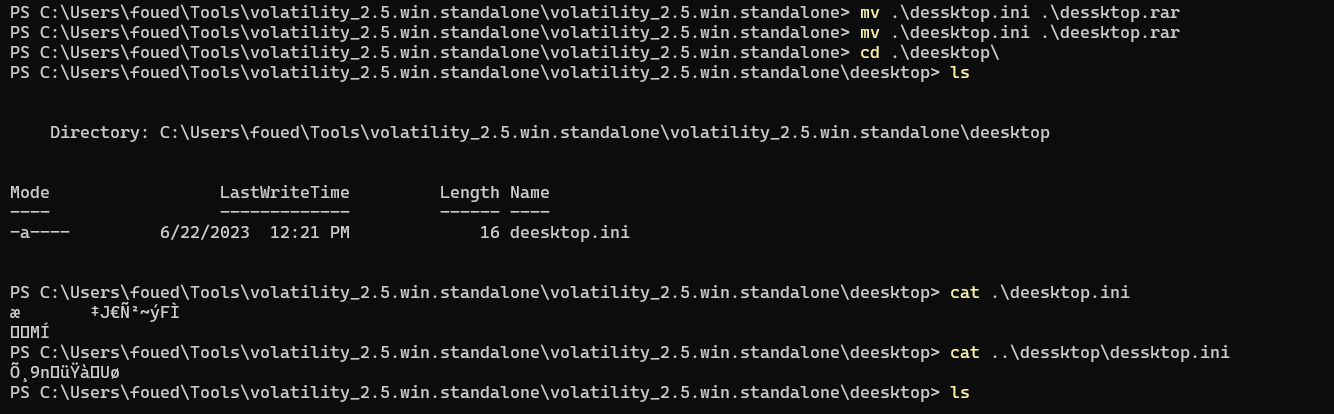 PS C:\Users\foued\Tools\volatility_2.5.win.standalone\volatility_2.5.win.standalone> mv .\dessktop.ini .\dessktop.rar
PS C:\Users\foued\Tools\volatility_2.5.win.standalone\volatility_2.5.win.standalone> mv .\deesktop.ini .\deesktop.rar
PS C:\Users\foued\Tools\volatility_2.5.win.standalone\volatility_2.5.win.standalone> cd .\deesktop\
PS C:\Users\foued\Tools\volatility_2.5.win.standalone\volatility_2.5.win.standalone\deesktop> ls
Directory: C:\Users\foued\Tools\volatility_2.5.win.standalone\volatility_2.5.win.standalone\deesktop
Mode LastWriteTime Length Name
---- ------------- ------ ----
-a---- 6/22/2023 12:21 PM 16 deesktop.ini
PS C:\Users\foued\Tools\volatility_2.5.win.standalone\volatility_2.5.win.standalone\deesktop> cat .\deesktop.ini
æ ‡J€Ñ²~ýFÌ
□□MÍ
PS C:\Users\foued\Tools\volatility_2.5.win.standalone\volatility_2.5.win.standalone\deesktop> cat ..\dessktop\dessktop.ini
Õ¸9n□üŸà□Uø
PS C:\Users\foued\Tools\volatility_2.5.win.standalone\volatility_2.5.win.standalone\deesktop> ls